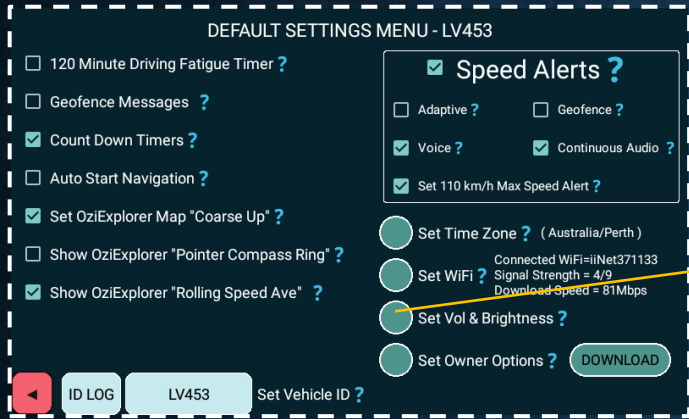 DEFAULT SETTINGS MENU - LV453
120 Minute Driving Fatigue Timer ?
Geofence Messages ?
Count Down Timers ?
Auto Start Navigation ?
Set OziExplorer Map "Coarse Up" ?
Show OziExplorer "Pointer Compass Ring" ?
Show OziExplorer "Rolling Speed Ave" ?
Speed Alerts ?
Adaptive ? Geofence ?
Voice ? Continuous Audio ?
Set 110 km/h Max Speed Alert ?
Set Time Zone ? ( Australia/Perth )
Set WiFi ?
Connected WiFi=iiNet371133
Signal Strength = 4/9
Download Speed = 81Mbps
Set Vol & Brightness ?
Set Owner Options ? DOWNLOAD
ID LOG LV453 Set Vehicle ID ?